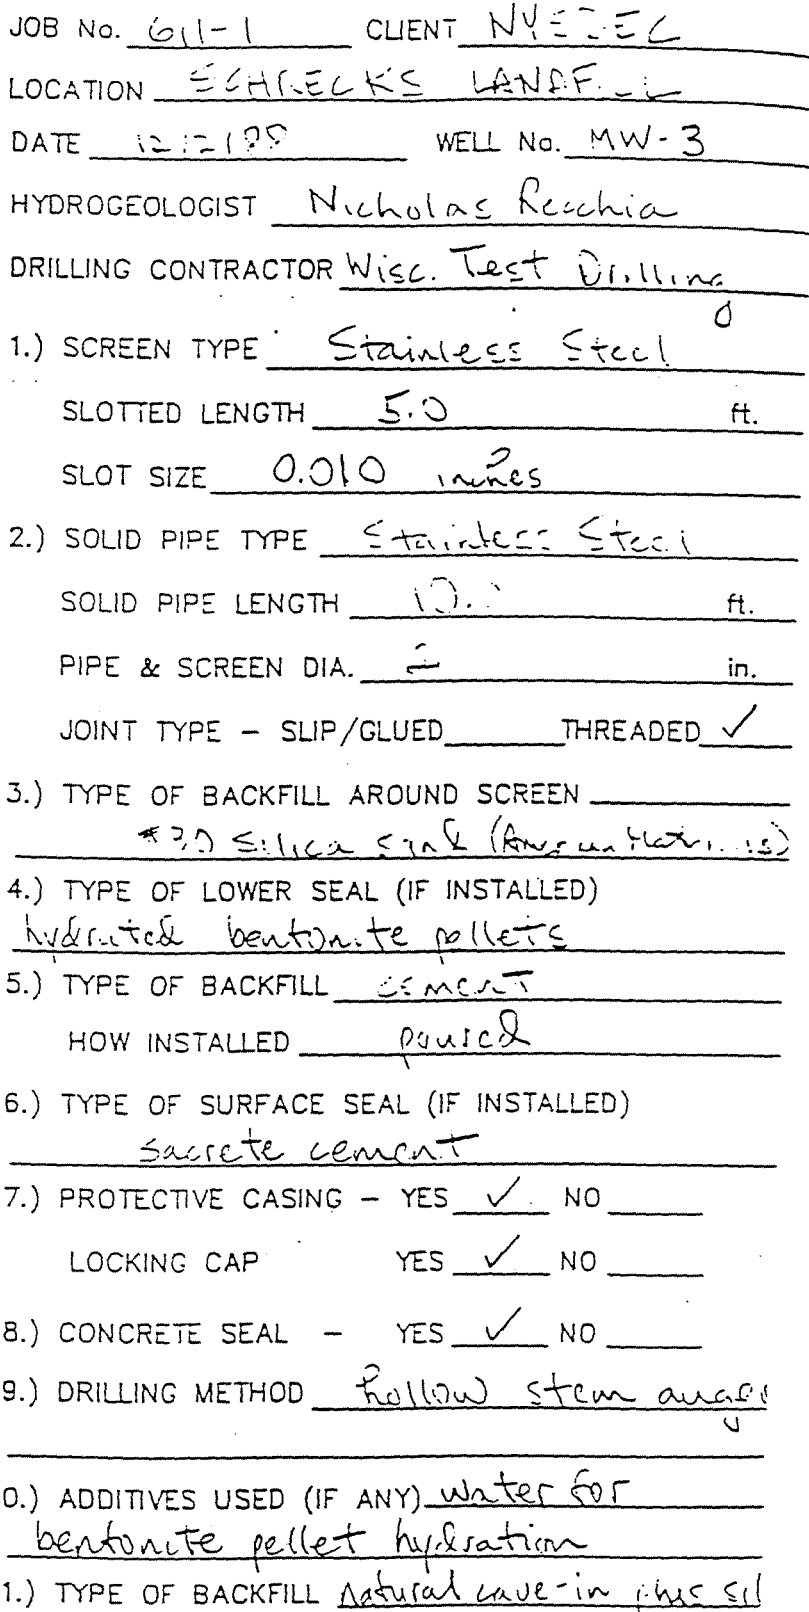 JOB No. 611-1 CLIENT NYSDEC
LOCATION SCHRECKS LANDFILL
DATE WELL No. MW-3
HYDROGEOLOGIST Nicholas Recchia
DRILLING CONTRACTOR Wisc. Test Drilling
1.) SCREEN TYPE Stainless Steel
SLOTTED LENGTH 5.0 ft.
SLOT SIZE 0.010 inches
2.) SOLID PIPE TYPE Stainless Steel
SOLID PIPE LENGTH ft.
PIPE & SCREEN DIA. 2 in.
JOINT TYPE - SLIP/GLUED THREADED ✓
3.) TYPE OF BACKFILL AROUND SCREEN
Silica sand
4.) TYPE OF LOWER SEAL (IF INSTALLED)
hydrated bentonite pellets
5.) TYPE OF BACKFILL cement
HOW INSTALLED poured
6.) TYPE OF SURFACE SEAL (IF INSTALLED)
sacrete cement
7.) PROTECTIVE CASING - YES ✓ NO
LOCKING CAP YES ✓ NO
8.) CONCRETE SEAL - YES ✓ NO
9.) DRILLING METHOD hollow stem auger
0.) ADDITIVES USED (IF ANY) water for
bentonite pellet hydration
1.) TYPE OF BACKFILL natural cave-in plus sil